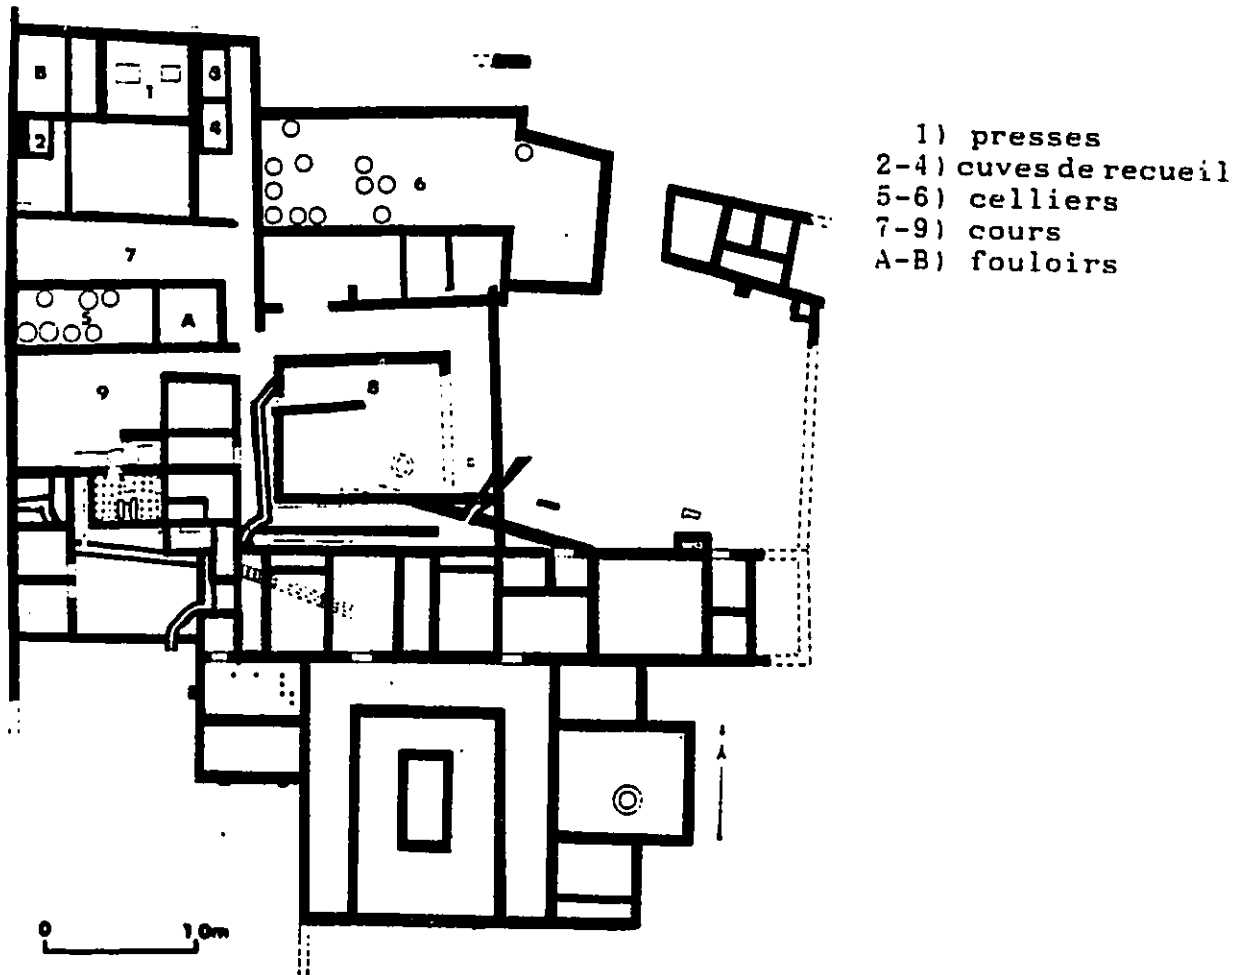 B
1
3
4
2
6
7
5
A
9
8
1) presses
2-4) cuves de recueil
5-6) celliers
7-9) cours
A-B) fouloirs
0 10m